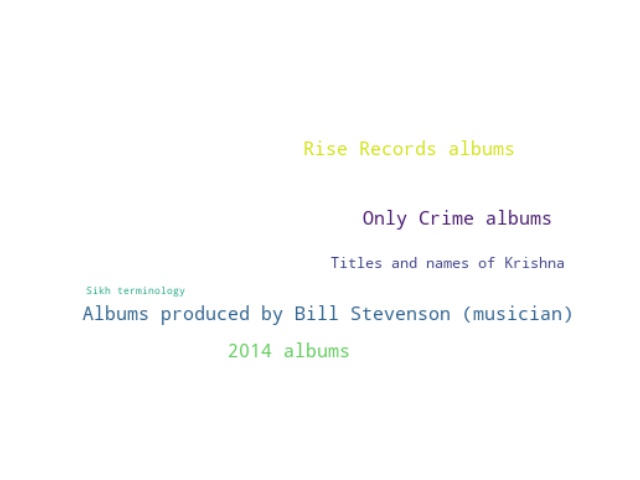 Rise Records albums
Only Crime albums
Titles and names of Krishna
Sikh terminology
Albums produced by Bill Stevenson (musician)
2014 albums